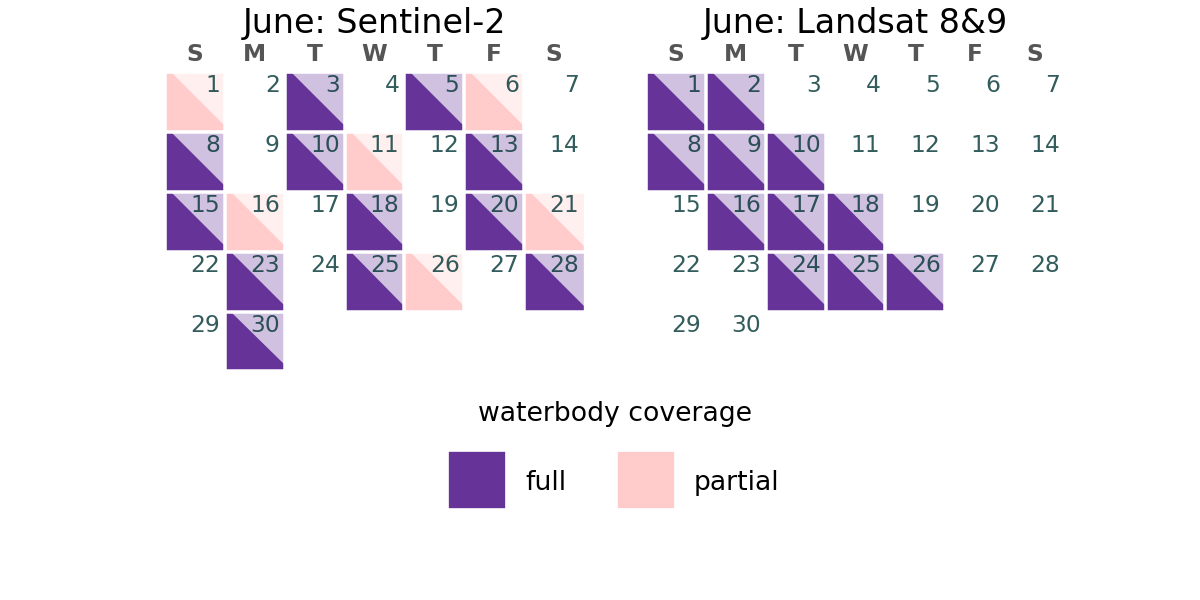 June: Sentinel-2
S M T W T F S
1 2 3 4 5 6 7
8 9 10 11 12 13 14
15 16 17 18 19 20 21
22 23 24 25 26 27 28
29 30
June: Landsat 8&9
S M T W T F S
1 2 3 4 5 6 7
8 9 10 11 12 13 14
15 16 17 18 19 20 21
22 23 24 25 26 27 28
29 30
waterbody coverage
full partial